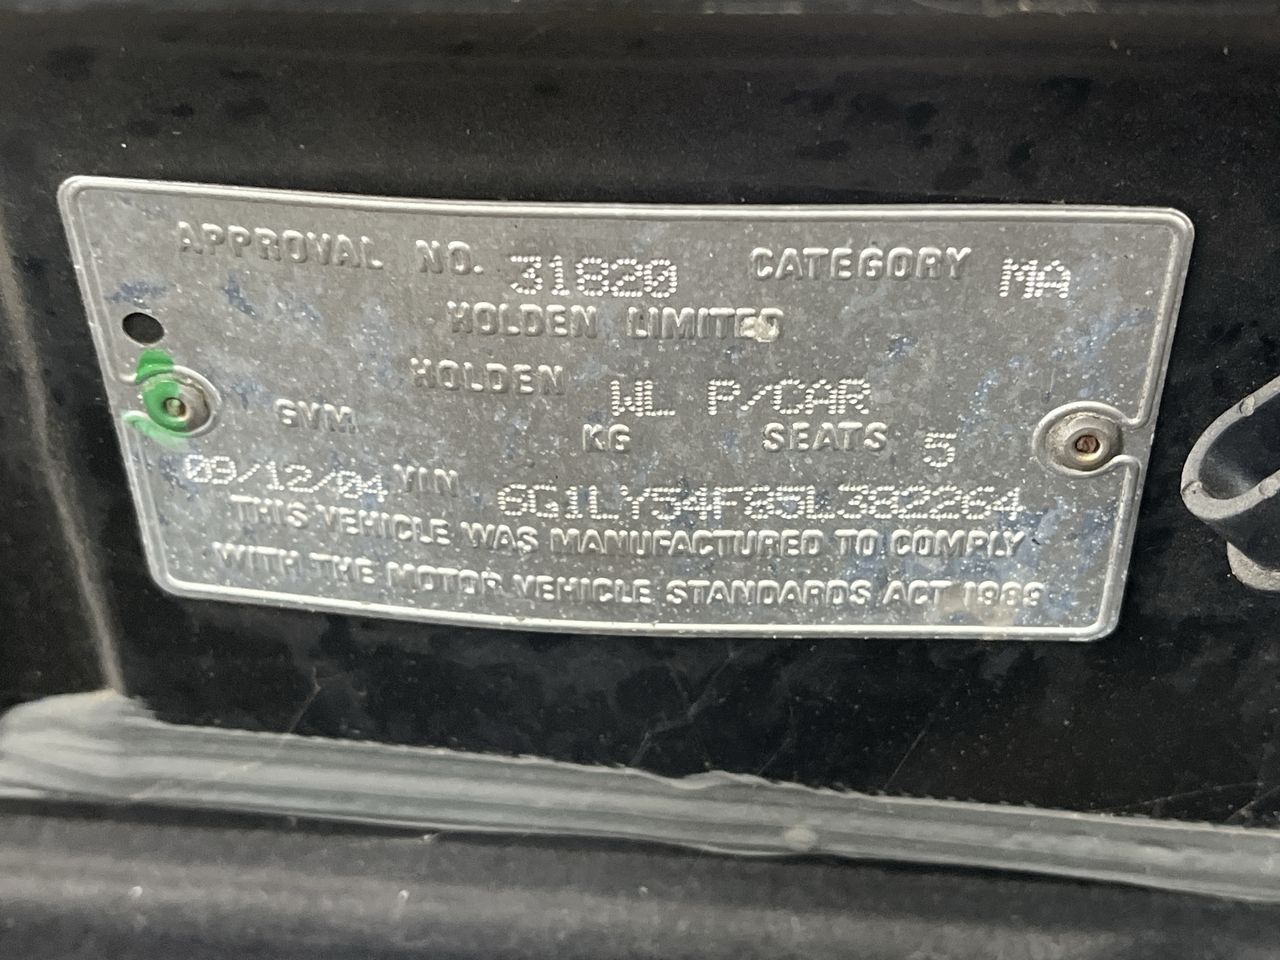 APPROVAL NO. 31820 CATEGORY MA
HOLDEN LIMITED
HOLDEN WL P/CAR
GVM KG SEATS 5
09/12/04 VIN 6G1LY54F85L382264
THIS VEHICLE WAS MANUFACTURED TO COMPLY
WITH THE MOTOR VEHICLE STANDARDS ACT 1989